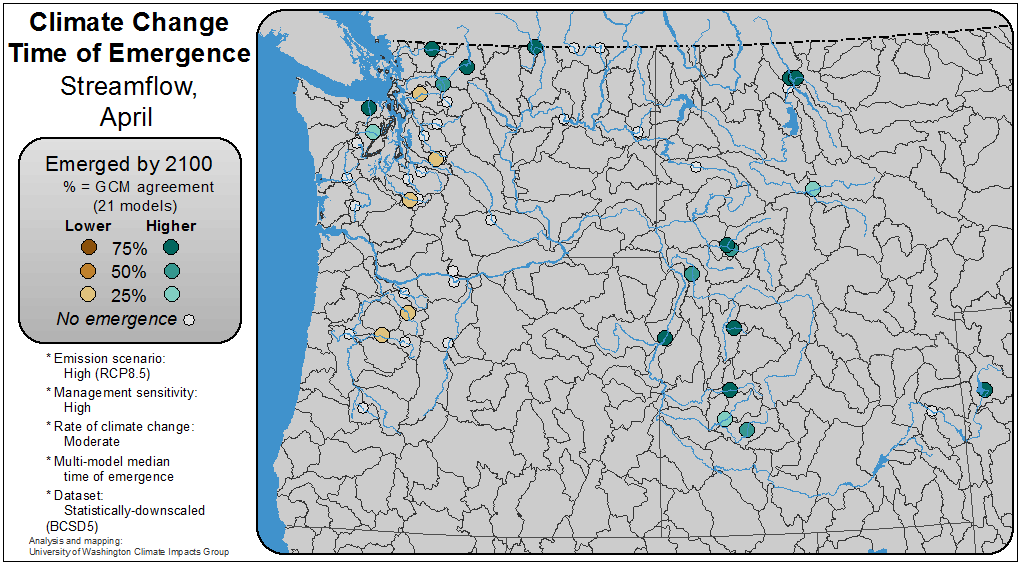 Climate Change
Time of Emergence
Streamflow,
April
Emerged by 2100
% = GCM agreement
(21 models)
Lower Higher
75%
50%
25%
No emergence
* Emission scenario:
High (RCP8.5)
* Management sensitivity:
High
* Rate of climate change:
Moderate
* Multi-model median
time of emergence
* Dataset:
Statistically-downscaled
(BCSD5)
Analysis and mapping:
University of Washington Climate Impacts Group